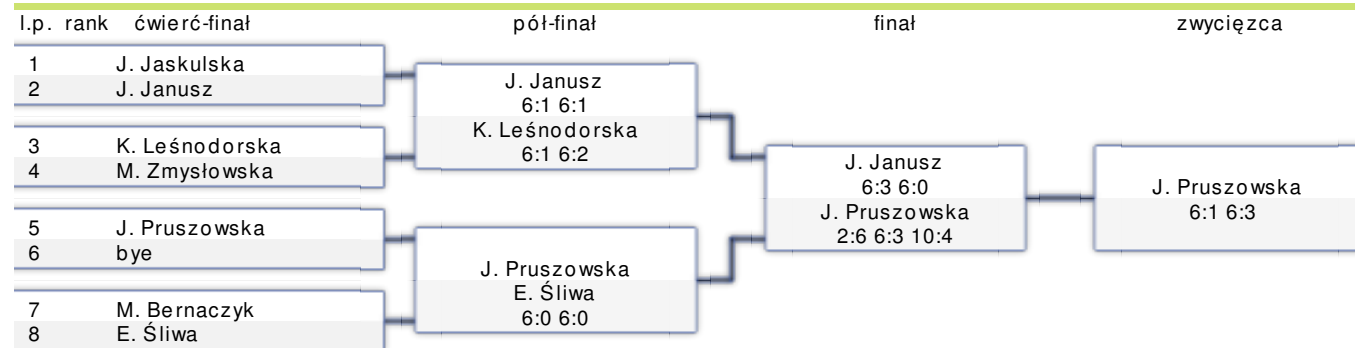 l.p. rank ćwierć-finał pół-finał finał zwycięzca
1 J. Jaskulska
2 J. Janusz
3 K. Leśnodorska
4 M. Zmysłowska
5 J. Pruszowska
6 bye
7 M. Bernaczyk
8 E. Śliwa
J. Janusz
6:1 6:1
K. Leśnodorska
6:1 6:2
J. Pruszowska
E. Śliwa
6:0 6:0
J. Janusz
6:3 6:0
J. Pruszowska
2:6 6:3 10:4
J. Pruszowska
6:1 6:3